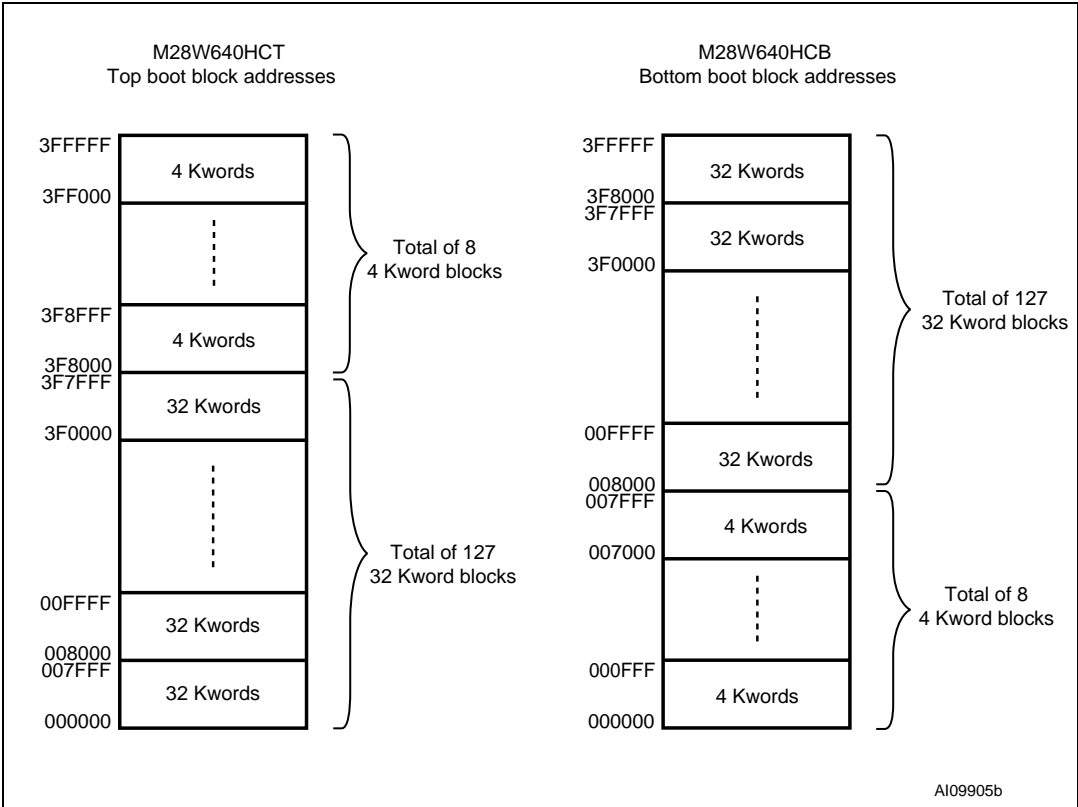 M28W640HCT
Top boot block addresses
3FFFFF
4 Kwords
3FF000
Total of 8
4 Kword blocks
3F8FFF
4 Kwords
3F8000
3F7FFF
32 Kwords
3F0000
Total of 127
32 Kword blocks
00FFFF
32 Kwords
008000
007FFF
32 Kwords
000000
M28W640HCB
Bottom boot block addresses
3FFFFF
32 Kwords
3F8000
3F7FFF
32 Kwords
3F0000
Total of 127
32 Kword blocks
00FFFF
32 Kwords
008000
007FFF
4 Kwords
007000
Total of 8
4 Kword blocks
000FFF
4 Kwords
000000
AI09905b